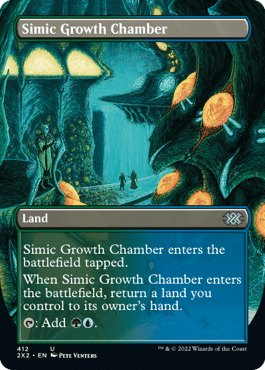 Simic Growth Chamber
Land
Simic Growth Chamber enters the
battlefield tapped.
When Simic Growth Chamber enters
the battlefield, return a land you
control to its owner's hand.
: Add .
412 U
2X2 • EN Pete Venters
™ & © 2022 Wizards of the Coast